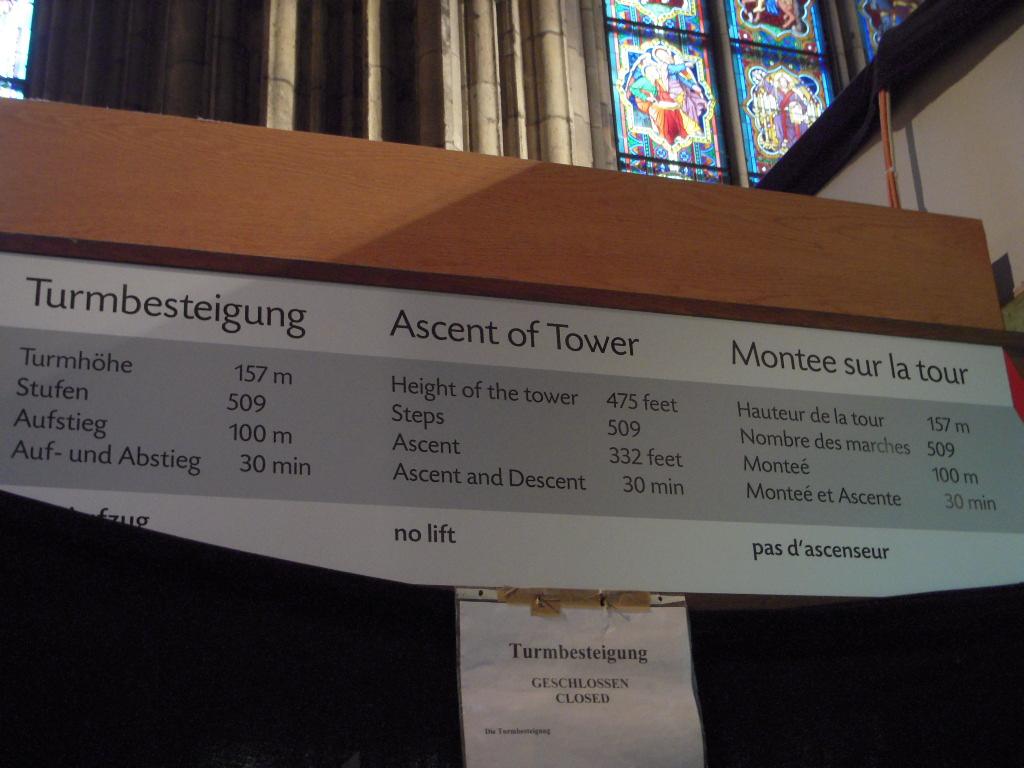 Turmbesteigung
Turmhöhe 157 m
Stufen 509
Aufstieg 100 m
Auf- und Abstieg 30 min
Ascent of Tower
Height of the tower 475 feet
Steps 509
Ascent 332 feet
Ascent and Descent 30 min
no lift
Montee sur la tour
Hauteur de la tour 157 m
Nombre des marches 509
Monteé 100 m
Monteé et Ascente 30 min
pas d'ascenseur
Turmbesteigung
GESCHLOSSEN
CLOSED
Die Turmbesteigung